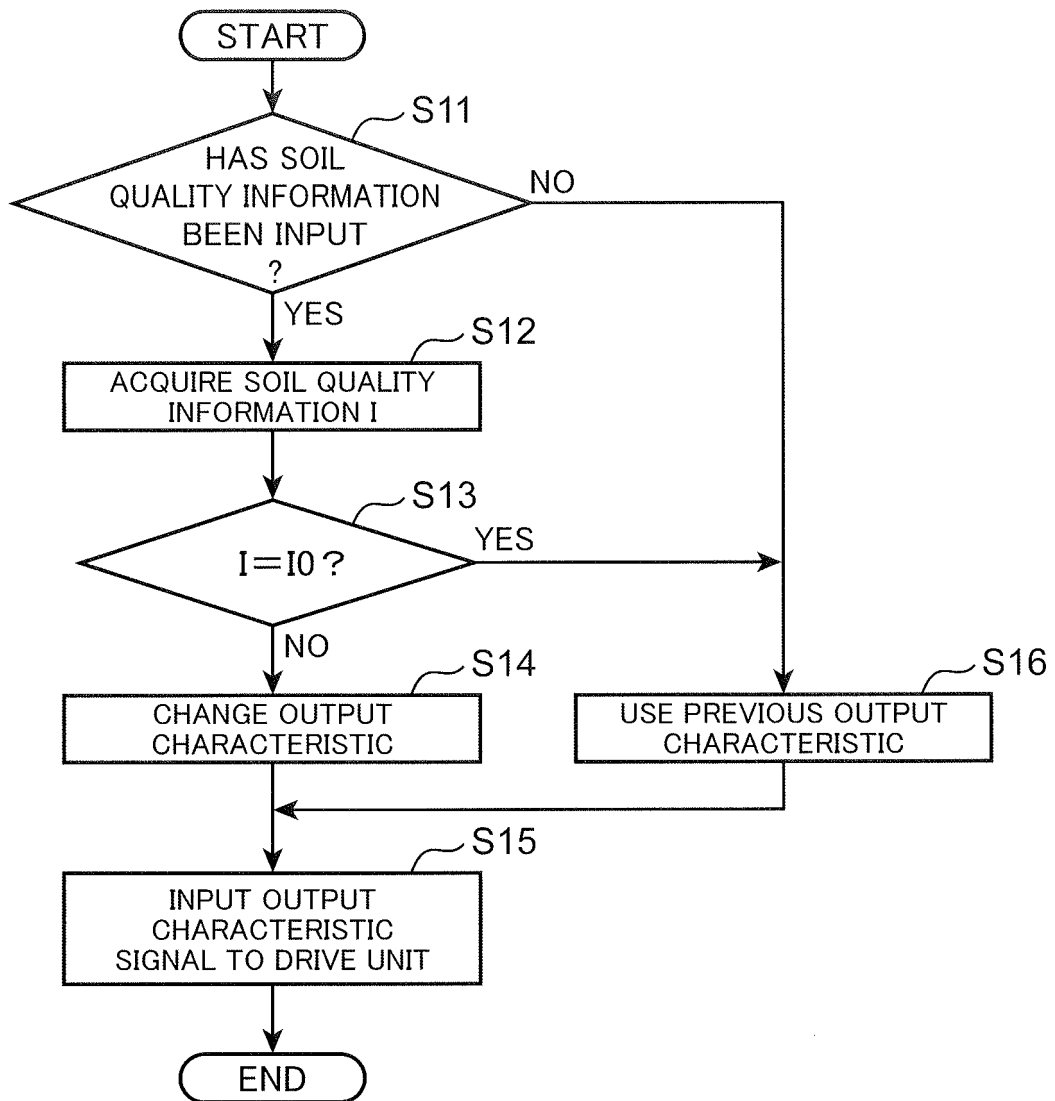 START
S11
HAS SOIL
QUALITY INFORMATION
BEEN INPUT
?
NO
YES
S12
ACQUIRE SOIL QUALITY
INFORMATION I
S13
I=I0?
YES
NO
S14
CHANGE OUTPUT
CHARACTERISTIC
S16
USE PREVIOUS OUTPUT
CHARACTERISTIC
S15
INPUT OUTPUT
CHARACTERISTIC
SIGNAL TO DRIVE UNIT
END